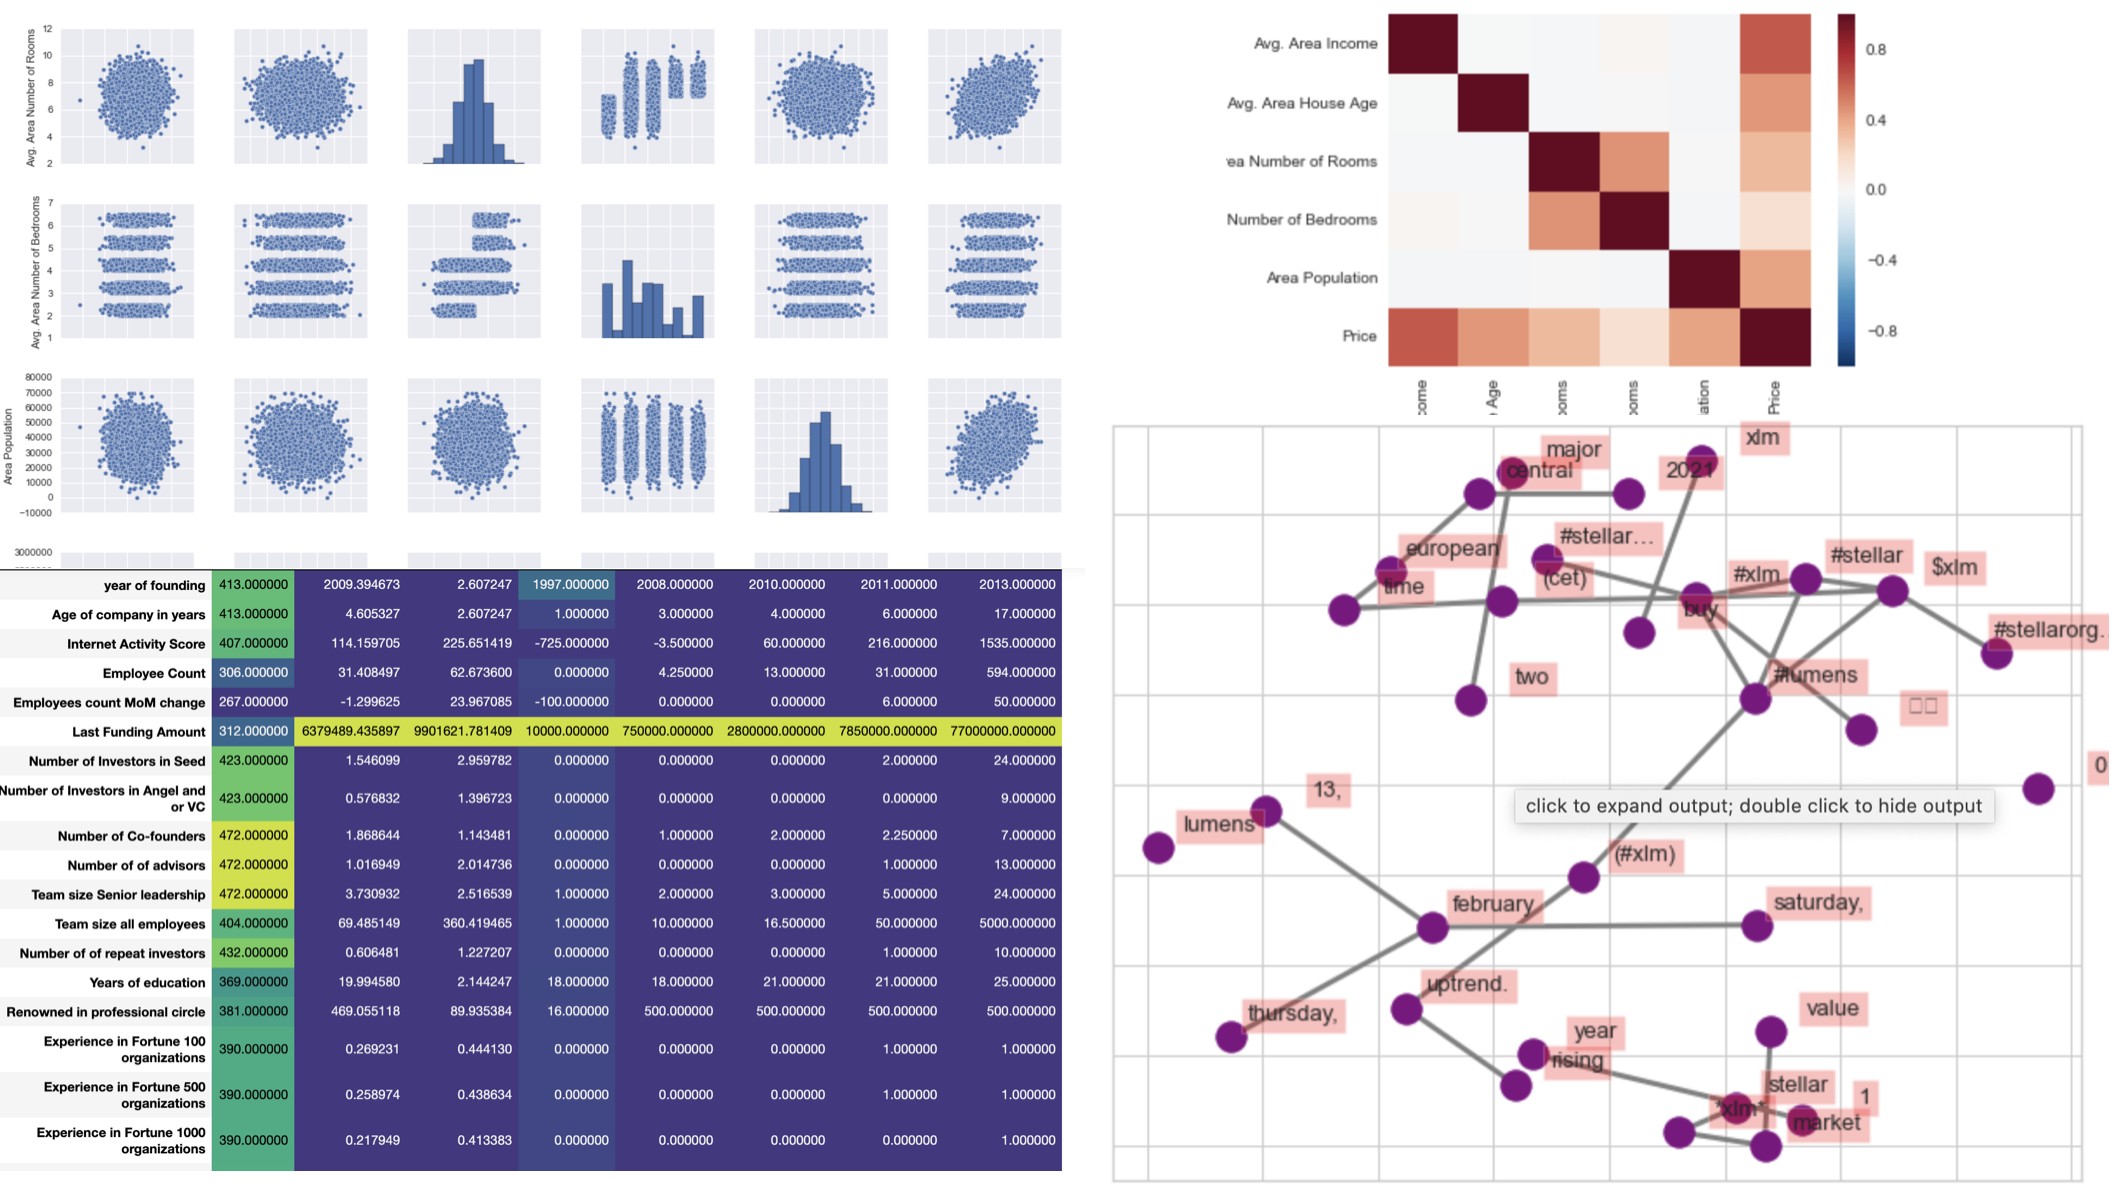 12
10
8
6
4
2
Avg. Area Number of Rooms
7
6
5
4
3
2
1
Avg. Area Number of Bedrooms
80000
70000
60000
50000
40000
30000
20000
10000
0
−10000
Area Population
3000000
year of founding 413.000000 2009.394673 2.607247 1997.000000 2008.000000 2010.000000 2011.000000 2013.000000
Age of company in years 413.000000 4.605327 2.607247 1.000000 3.000000 4.000000 6.000000 17.000000
Internet Activity Score 407.000000 114.159705 225.651419 -725.000000 -3.500000 60.000000 216.000000 1535.000000
Employee Count 306.000000 31.408497 62.673600 0.000000 4.250000 13.000000 31.000000 594.000000
Employees count MoM change 267.000000 -1.299625 23.967085 -100.000000 0.000000 0.000000 6.000000 50.000000
Last Funding Amount 312.000000 6379489.435897 9901621.781409 10000.000000 750000.000000 2800000.000000 7850000.000000 77000000.000000
Number of Investors in Seed 423.000000 1.546099 2.959782 0.000000 0.000000 0.000000 2.000000 24.000000
Number of Investors in Angel and
or VC 423.000000 0.576832 1.396723 0.000000 0.000000 0.000000 0.000000 9.000000
Number of Co-founders 472.000000 1.868644 1.143481 0.000000 1.000000 2.000000 2.250000 7.000000
Number of of advisors 472.000000 1.016949 2.014736 0.000000 0.000000 0.000000 1.000000 13.000000
Team size Senior leadership 472.000000 3.730932 2.516539 1.000000 2.000000 3.000000 5.000000 24.000000
Team size all employees 404.000000 69.485149 360.419465 1.000000 10.000000 16.500000 50.000000 5000.000000
Number of of repeat investors 432.000000 0.606481 1.227207 0.000000 0.000000 0.000000 1.000000 10.000000
Years of education 369.000000 19.994580 2.144247 18.000000 18.000000 21.000000 21.000000 25.000000
Renowned in professional circle 381.000000 469.055118 89.935384 16.000000 500.000000 500.000000 500.000000 500.000000
Experience in Fortune 100
organizations 390.000000 0.269231 0.444130 0.000000 0.000000 0.000000 1.000000 1.000000
Experience in Fortune 500
organizations 390.000000 0.258974 0.438634 0.000000 0.000000 0.000000 1.000000 1.000000
Experience in Fortune 1000
organizations 390.000000 0.217949 0.413383 0.000000 0.000000 0.000000 0.000000 1.000000
Avg. Area Income
Avg. Area House Age
ea Number of Rooms
Number of Bedrooms
Area Population
Price
come
Age
oms
oms
ation
Price
0.8
0.4
0.0
−0.4
−0.8
xlm
major
central
2021
#stellar…
european
#stellar
$xlm
#xlm
(cet)
time
buy
#stellarorg.
two
#lumens
0
13,
click to expand output; double click to hide output
lumens
(#xlm)
february
saturday,
uptrend.
thursday,
value
year
rising
stellar
1
*xlm*
market